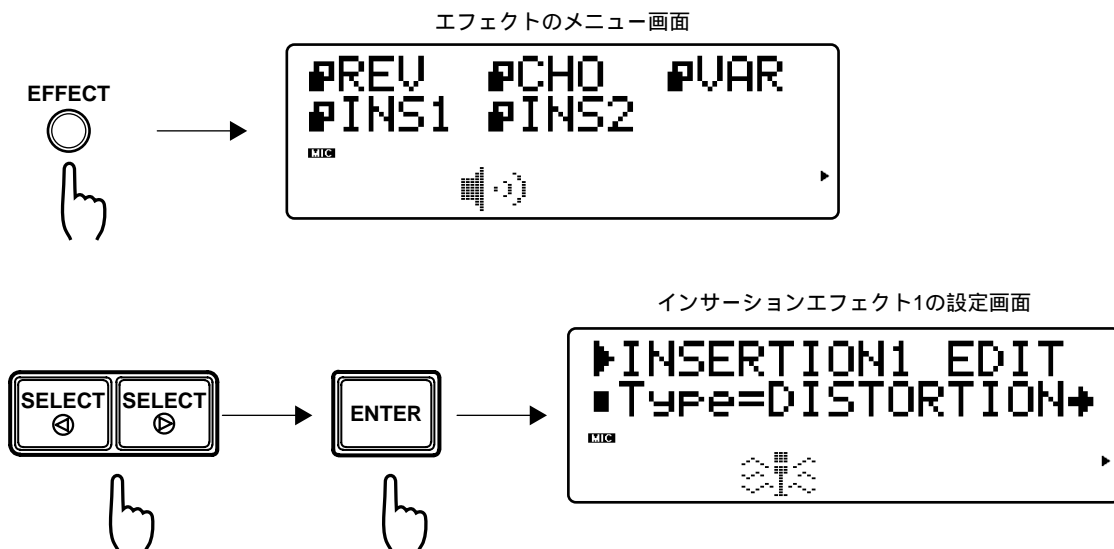 エフェクトのメニュー画面
EFFECT
REV CHO VAR
INS1 INS2
MIC
インサーションエフェクト1の設定画面
SELECT SELECT
ENTER
INSERTION1 EDIT
Type=DISTORTION
MIC